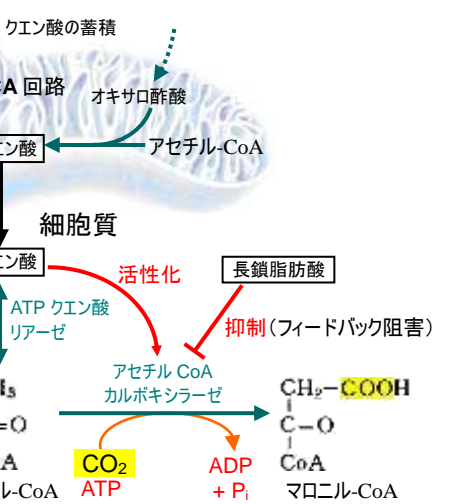 クエン酸の蓄積
A 回路
オキサロ酢酸
エン酸
アセチル-CoA
細胞質
エン酸
活性化
長鎖脂肪酸
ATP クエン酸
リアーゼ
抑制(フィードバック阻害)
アセチル CoA
カルボキシラーゼ
CH₂-COOH
=O
C-O
A
CO₂
ADP
CoA
ル-CoA
ATP
+ Pi
マロニル-CoA